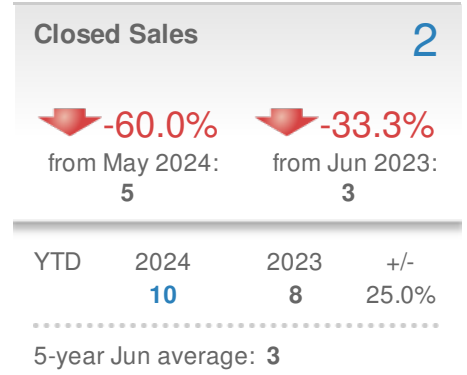 Closed Sales 2
-60.0% -33.3%
from May 2024: from Jun 2023:
5 3
YTD 2024 2023 +/-
10 8 25.0%
5-year Jun average: 3